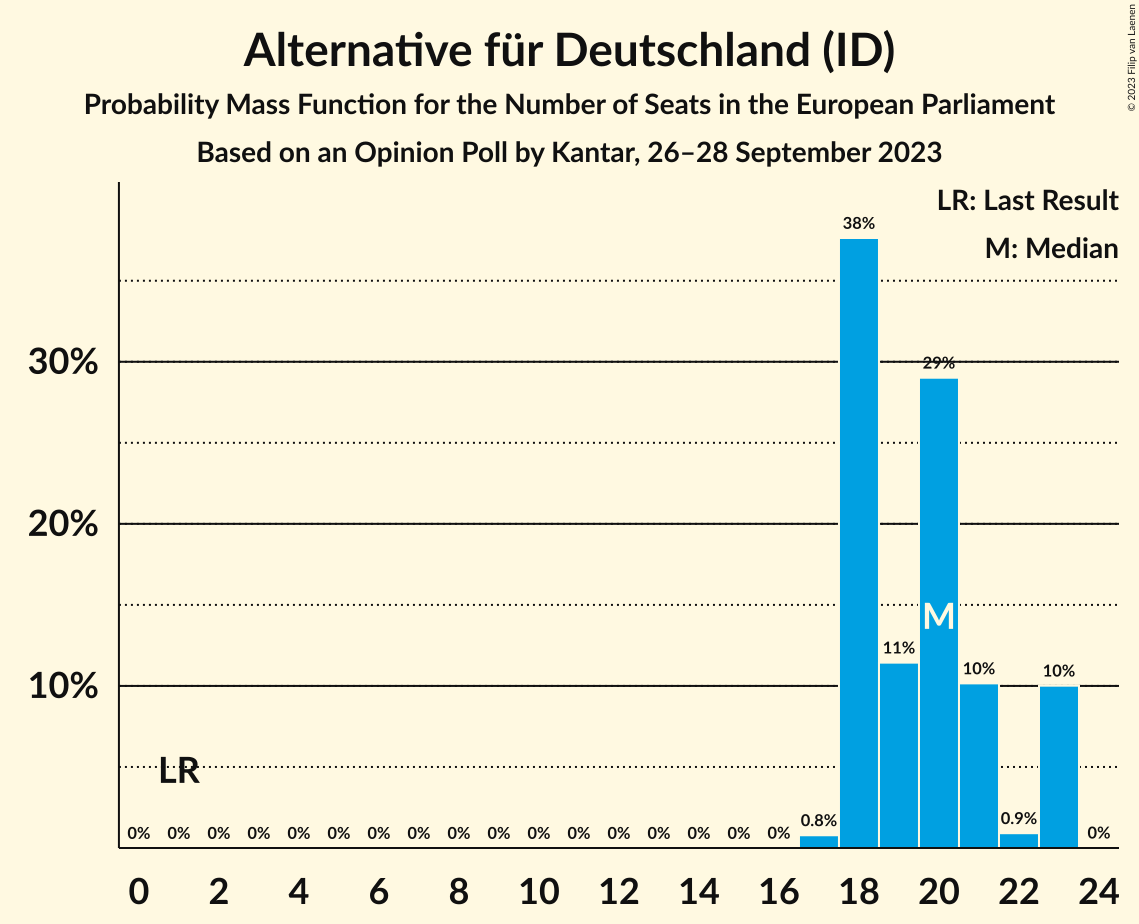 Alternative für Deutschland (ID)
Probability Mass Function for the Number of Seats in the European Parliament
Based on an Opinion Poll by Kantar, 26–28 September 2023
© 2023 Filip van Laenen
LR: Last Result
M: Median
38%
30%
29%
20%
M
11%
10%
10%
10%
LR
0% 0% 0% 0% 0% 0% 0% 0% 0% 0% 0% 0% 0% 0% 0% 0% 0% 0.8% 0.9% 0%
0 2 4 6 8 10 12 14 16 18 20 22 24